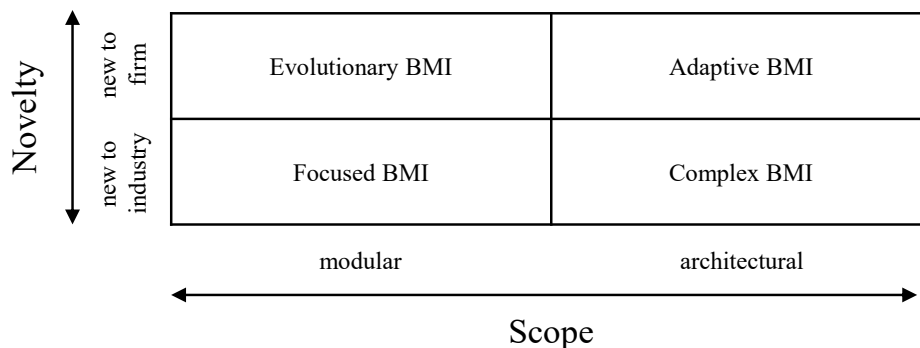 Novelty
new to
firm
Evolutionary BMI
Adaptive BMI
new to
industry
Focused BMI
Complex BMI
modular
architectural
Scope